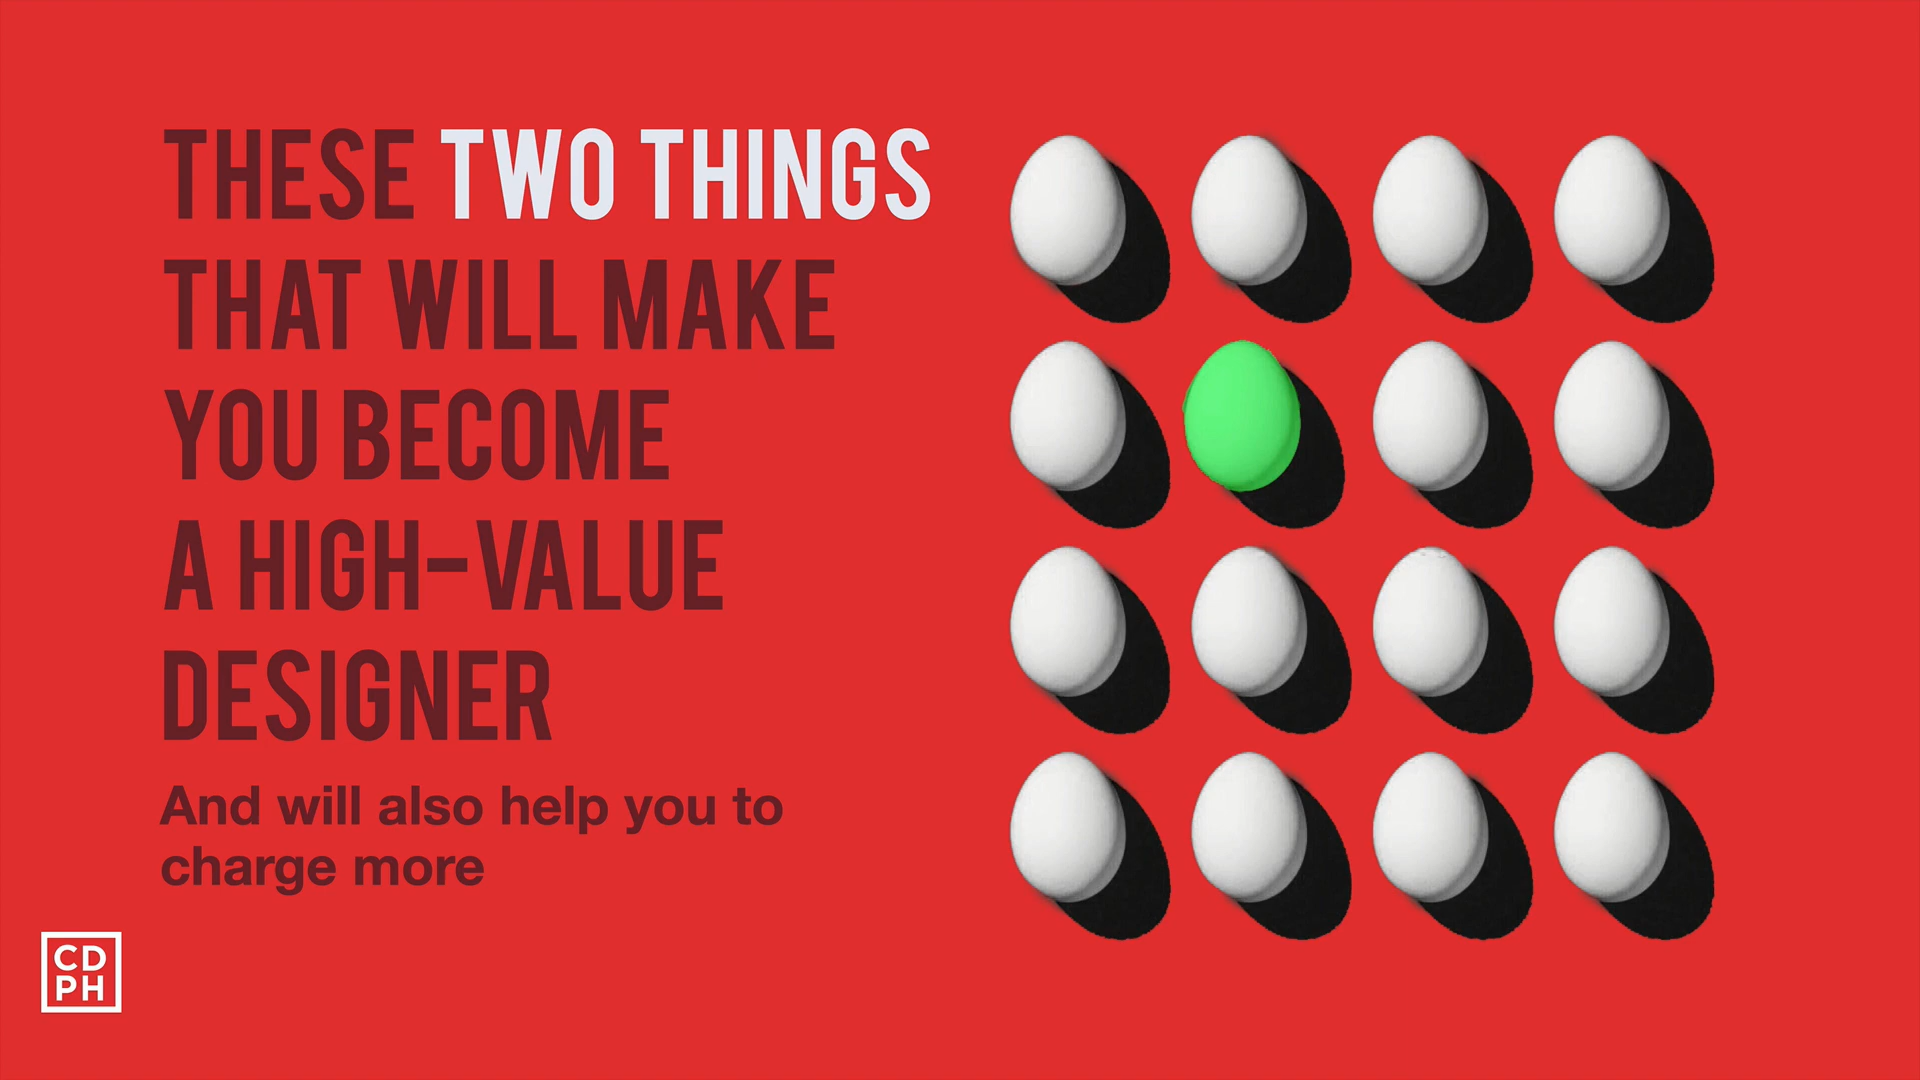 THESE TWO THINGS
THAT WILL MAKE
YOU BECOME
A HIGH-VALUE
DESIGNER
And will also help you to
charge more
CD
PH